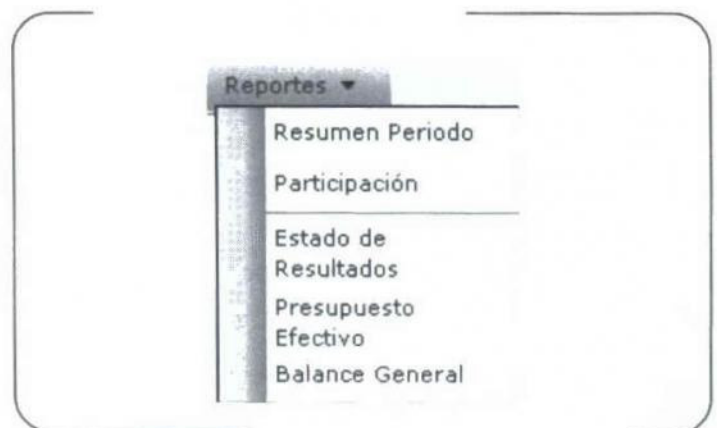 Reportes
Resumen Periodo
Participación
Estado de
Resultados
Presupuesto
Efectivo
Balance General